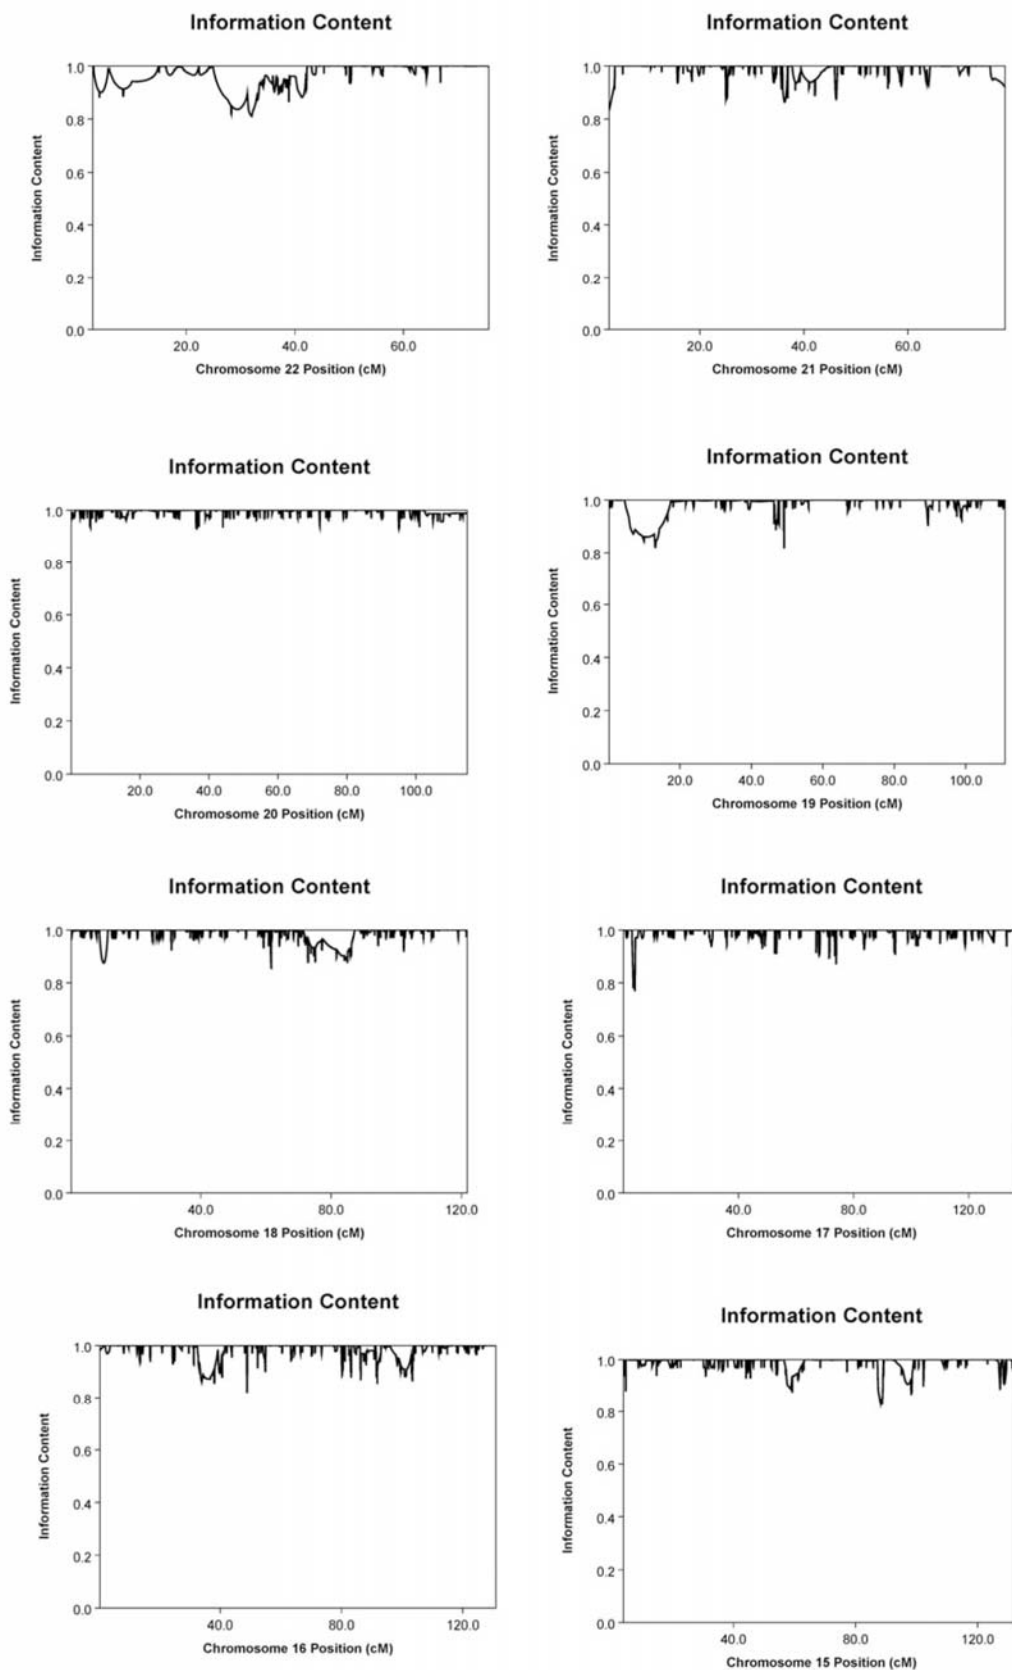 Information Content
1.0
0.8
0.6
0.4
0.2
0.0
Information Content
20.0 40.0 60.0
Chromosome 22 Position (cM)
Information Content
1.0
0.8
0.6
0.4
0.2
0.0
Information Content
20.0 40.0 60.0
Chromosome 21 Position (cM)
Information Content
1.0
0.8
0.6
0.4
0.2
0.0
Information Content
20.0 40.0 60.0 80.0 100.0
Chromosome 20 Position (cM)
Information Content
1.0
0.8
0.6
0.4
0.2
0.0
Information Content
20.0 40.0 60.0 80.0 100.0
Chromosome 19 Position (cM)
Information Content
1.0
0.8
0.6
0.4
0.2
0.0
Information Content
40.0 80.0 120.0
Chromosome 18 Position (cM)
Information Content
1.0
0.8
0.6
0.4
0.2
0.0
Information Content
40.0 80.0 120.0
Chromosome 17 Position (cM)
Information Content
1.0
0.8
0.6
0.4
0.2
0.0
Information Content
40.0 80.0 120.0
Chromosome 16 Position (cM)
Information Content
1.0
0.8
0.6
0.4
0.2
0.0
Information Content
40.0 80.0 120.0
Chromosome 15 Position (cM)